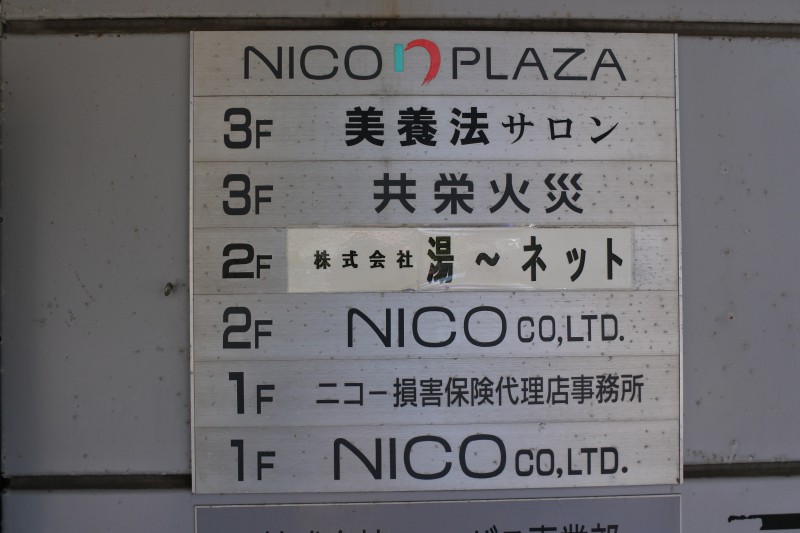 NICO PLAZA
3F 美養法サロン
3F 共栄火災
2F 株式会社 湯～ネット
2F NICO CO,LTD.
1F ニコー損害保険代理店事務所
1F NICO CO,LTD.